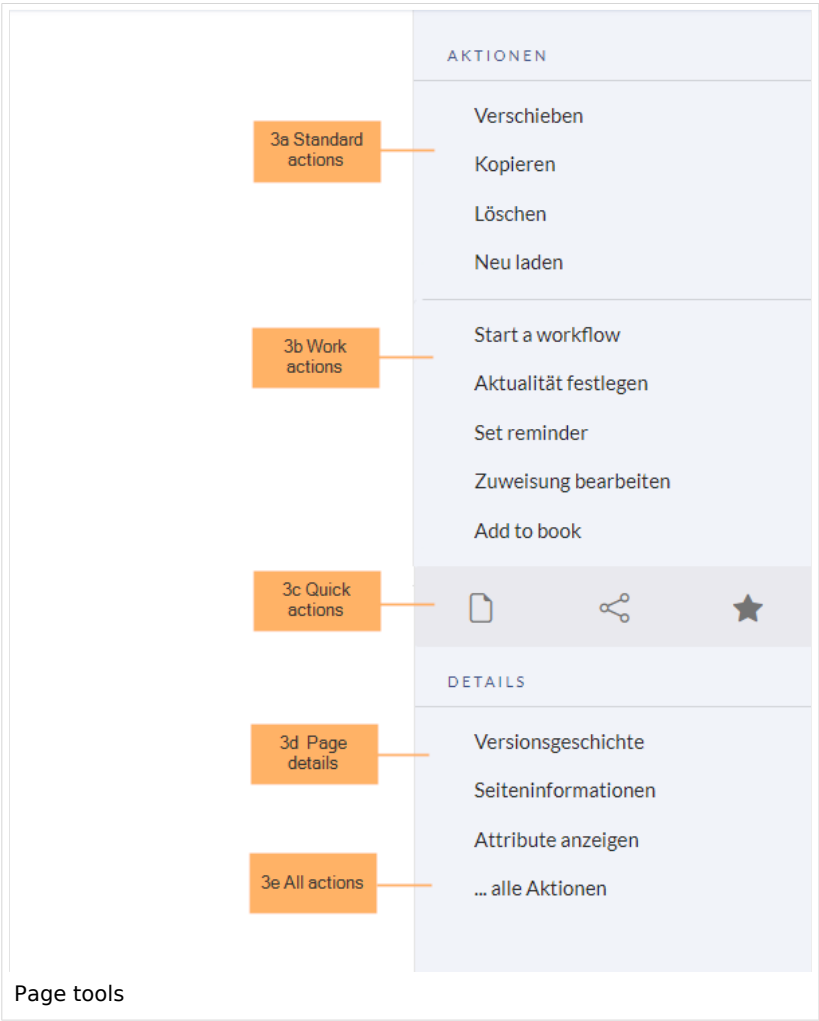 AKTIONEN
Verschieben
3a Standard
actions
Kopieren
Löschen
Neu laden
Start a workflow
3b Work
actions
Aktualität festlegen
Set reminder
Zuweisung bearbeiten
Add to book
3c Quick
actions
DETAILS
Versionsgeschichte
3d Page
details
Seiteninformationen
Attribute anzeigen
3e All actions
... alle Aktionen
Page tools